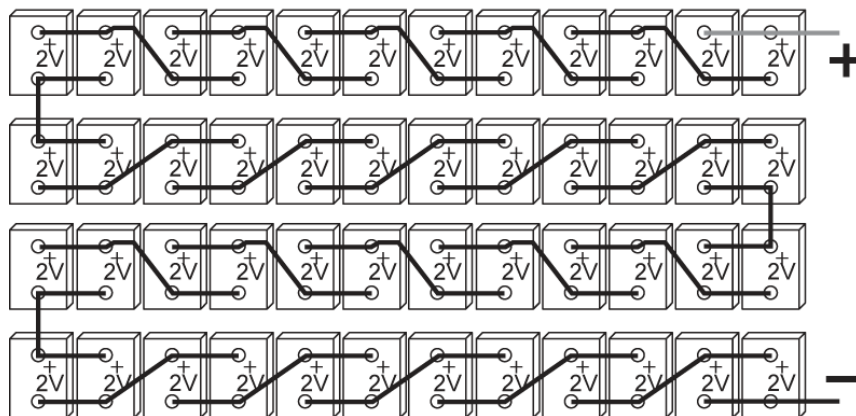 + + + + + + + + + + + +
2V 2V 2V 2V 2V 2V 2V 2V 2V 2V 2V 2V +
+ + + + + + + + + + + +
2V 2V 2V 2V 2V 2V 2V 2V 2V 2V 2V 2V
+ + + + + + + + + + + +
2V 2V 2V 2V 2V 2V 2V 2V 2V 2V 2V 2V
+ + + + + + + + + + + + −
2V 2V 2V 2V 2V 2V 2V 2V 2V 2V 2V 2V